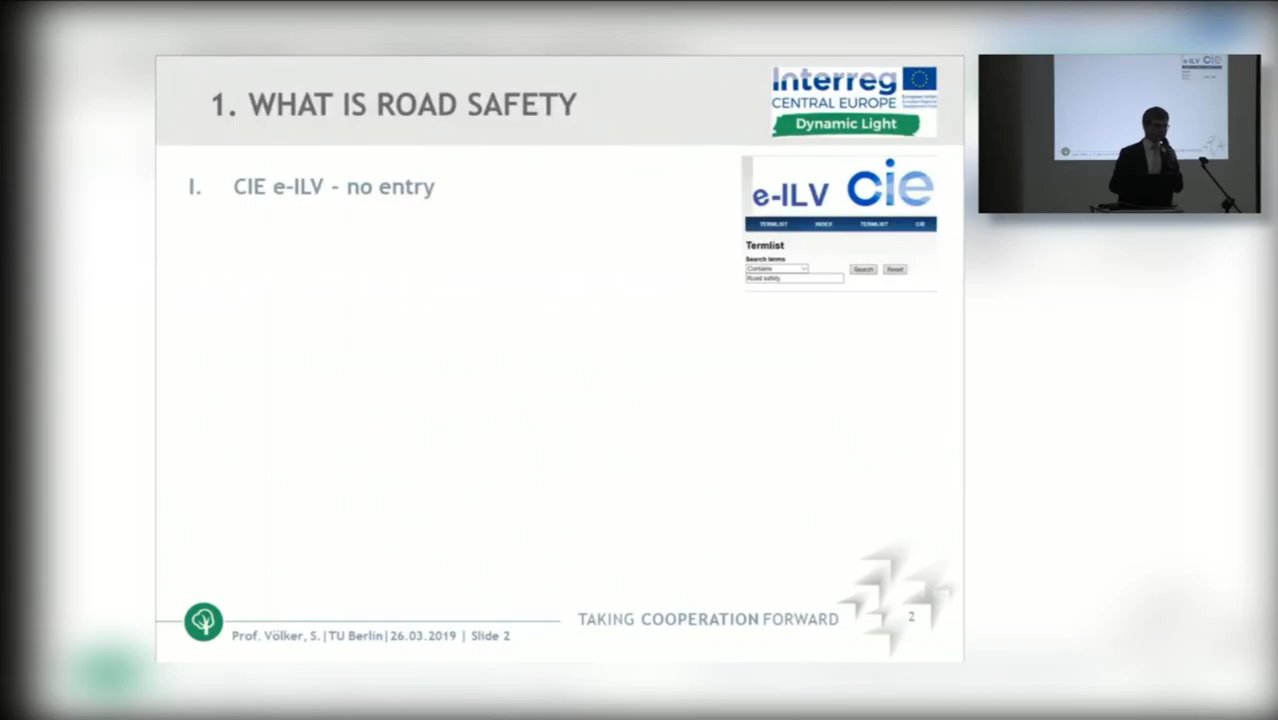 1. WHAT IS ROAD SAFETY
Interreg
CENTRAL EUROPE
Dynamic Light
I. CIE e-ILV - no entry
e-ILV cie
TERMLIST INDEX TERMLIST CIE
Termlist
Search terms
Contains
Search Reset
Road safety
TAKING COOPERATION FORWARD
2
Prof. Völker, S.|TU Berlin|26.03.2019 | Slide 2
e-ILV cie